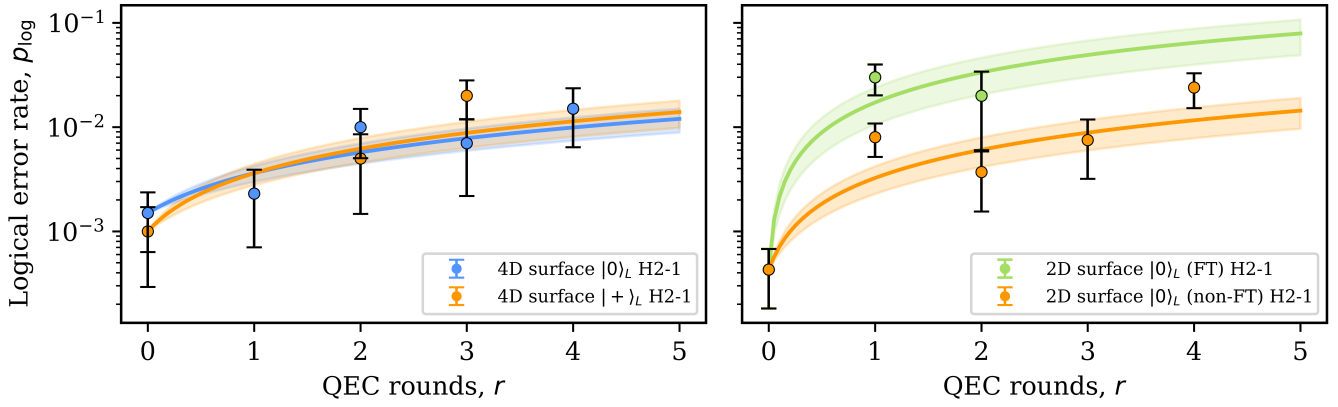 Logical error rate, p_log
10⁻¹
10⁻²
10⁻³
0 1 2 3 4 5
QEC rounds, r
4D surface |0⟩_L H2-1
4D surface |+⟩_L H2-1
0 1 2 3 4 5
QEC rounds, r
2D surface |0⟩_L (FT) H2-1
2D surface |0⟩_L (non-FT) H2-1